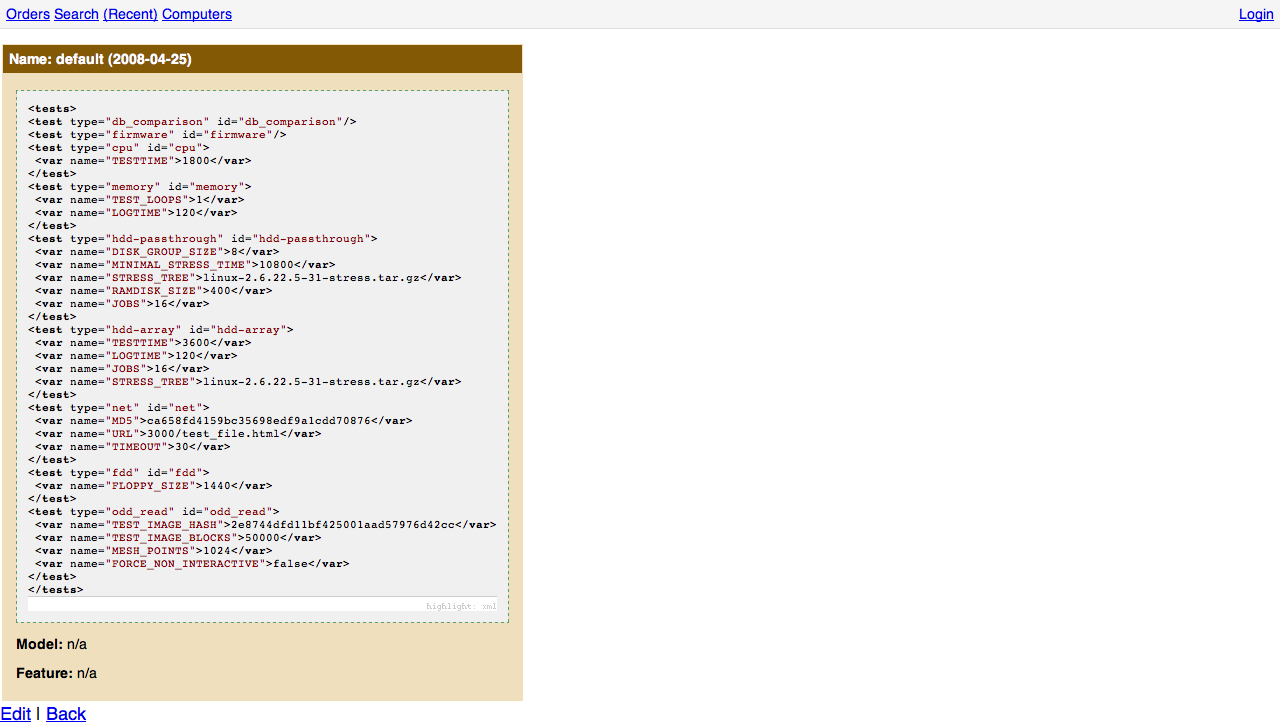 Orders Search (Recent) Computers Login
Name: default (2008-04-25)
<tests>
<test type="db_comparison" id="db_comparison"/>
<test type="firmware" id="firmware"/>
<test type="cpu" id="cpu">
<var name="TESTTIME">1800</var>
</test>
<test type="memory" id="memory">
<var name="TEST_LOOPS">1</var>
<var name="LOGTIME">120</var>
</test>
<test type="hdd-passthrough" id="hdd-passthrough">
<var name="DISK_GROUP_SIZE">8</var>
<var name="MINIMAL_STRESS_TIME">10800</var>
<var name="STRESS_TREE">linux-2.6.22.5-31-stress.tar.gz</var>
<var name="RAMDISK_SIZE">400</var>
<var name="JOBS">16</var>
</test>
<test type="hdd-array" id="hdd-array">
<var name="TESTTIME">3600</var>
<var name="LOGTIME">120</var>
<var name="JOBS">16</var>
<var name="STRESS_TREE">linux-2.6.22.5-31-stress.tar.gz</var>
</test>
<test type="net" id="net">
<var name="MD5">ca658fd4159bc35698edf9a1cdd70876</var>
<var name="URL">3000/test_file.html</var>
<var name="TIMEOUT">30</var>
</test>
<test type="fdd" id="fdd">
<var name="FLOPPY_SIZE">1440</var>
</test>
<test type="odd_read" id="odd_read">
<var name="TEST_IMAGE_HASH">2e8744dfd11bf425001aad57976d42cc</var>
<var name="TEST_IMAGE_BLOCKS">50000</var>
<var name="MESH_POINTS">1024</var>
<var name="FORCE_NON_INTERACTIVE">false</var>
</test>
</tests>
highlight: xml
Model: n/a
Feature: n/a
Edit | Back